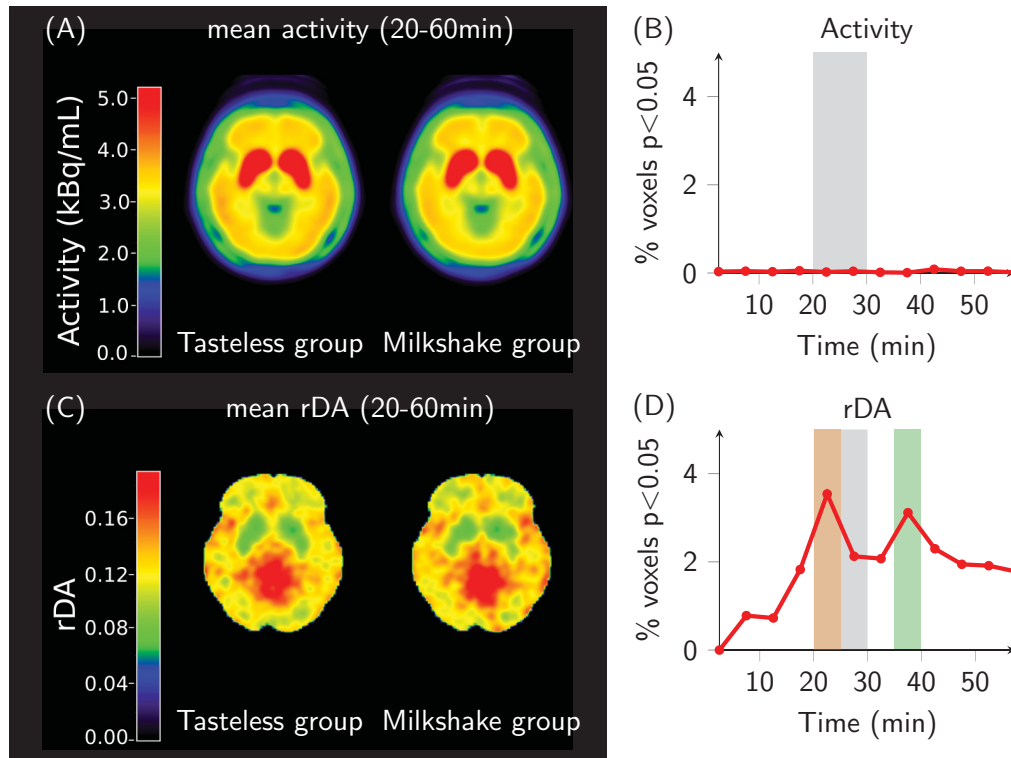 (A) mean activity (20-60min)
Activity (kBq/mL)
5.0
4.0
3.0
2.0
1.0
0.0
Tasteless group Milkshake group
(B) Activity
% voxels p<0.05
4
2
0
10 20 30 40 50
Time (min)
(C) mean rDA (20-60min)
rDA
0.16
0.12
0.08
0.04
0.00
Tasteless group Milkshake group
(D) rDA
% voxels p<0.05
4
2
0
10 20 30 40 50
Time (min)